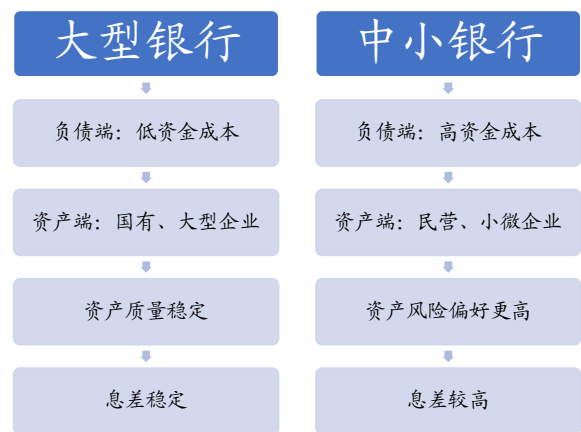 大型银行
负债端：低资金成本
资产端：国有、大型企业
资产质量稳定
息差稳定
中小银行
负债端：高资金成本
资产端：民营、小微企业
资产风险偏好更高
息差较高